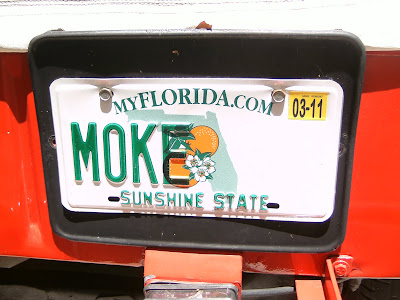 MYFLORIDA.COM
03-11
MOKE
SUNSHINE STATE